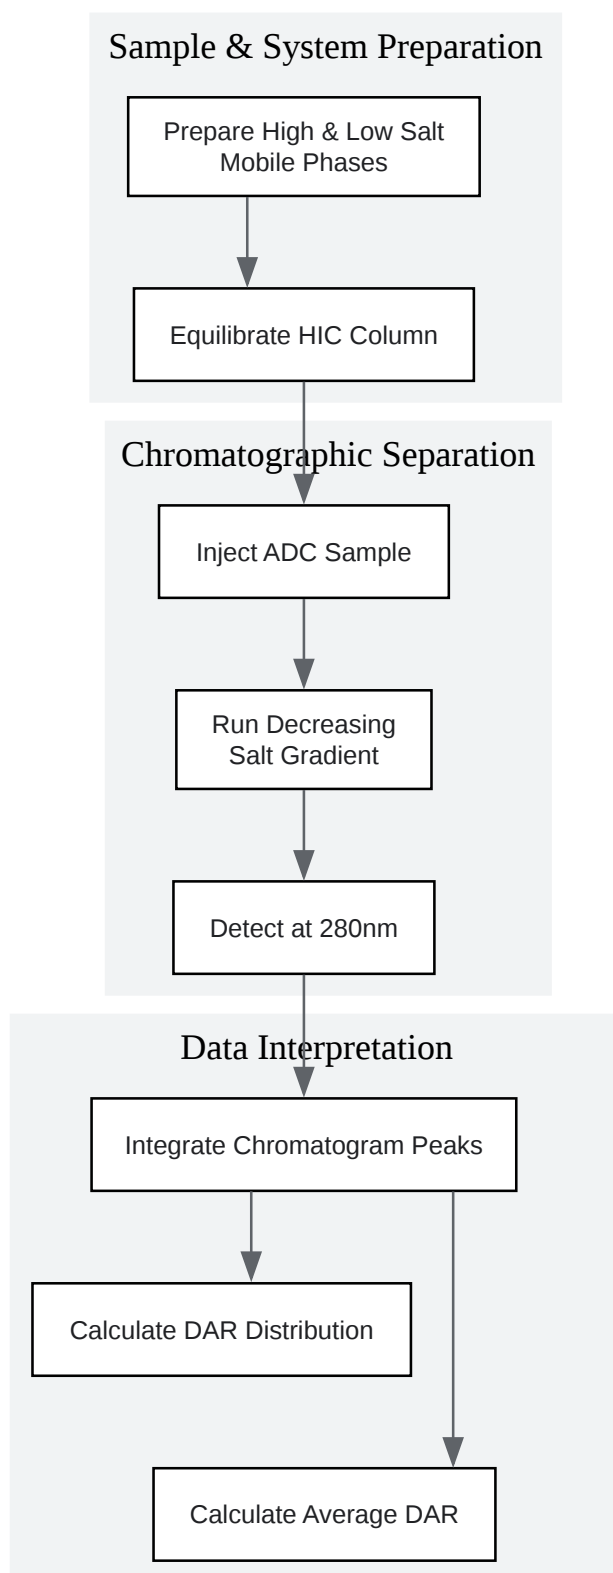 Sample & System Preparation
Prepare High & Low Salt
Mobile Phases
Equilibrate HIC Column
Chromatographic Separation
Inject ADC Sample
Run Decreasing
Salt Gradient
Detect at 280nm
Data Interpretation
Integrate Chromatogram Peaks
Calculate DAR Distribution
Calculate Average DAR